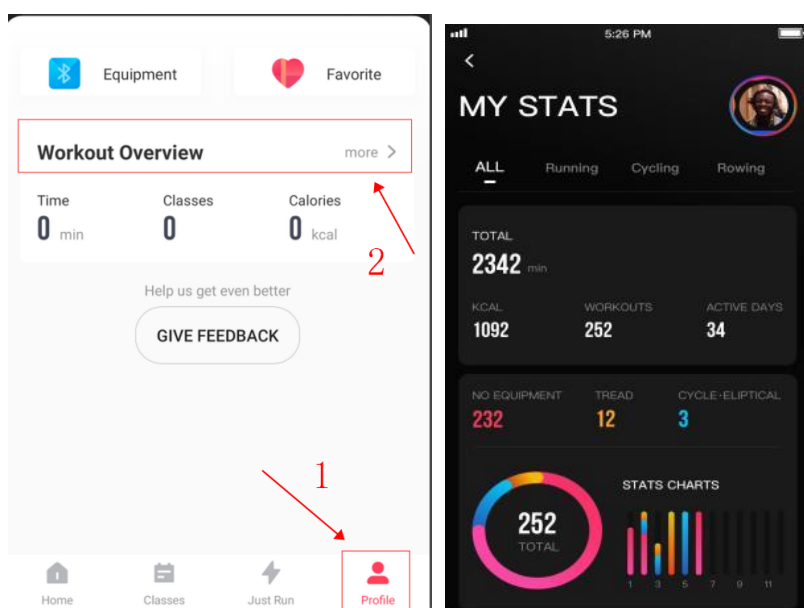 Equipment Favorite
Workout Overview more >
Time Classes Calories
0 min 0 0 kcal
2
Help us get even better
GIVE FEEDBACK
1
Home Classes Just Run Profile
5:26 PM
MY STATS
ALL Running Cycling Rowing
TOTAL
2342 min
KCAL WORKOUTS ACTIVE DAYS
1092 252 34
NO EQUIPMENT TREAD CYCLE-ELIPTICAL
232 12 3
STATS CHARTS
252
TOTAL
1 3 5 7 9 11